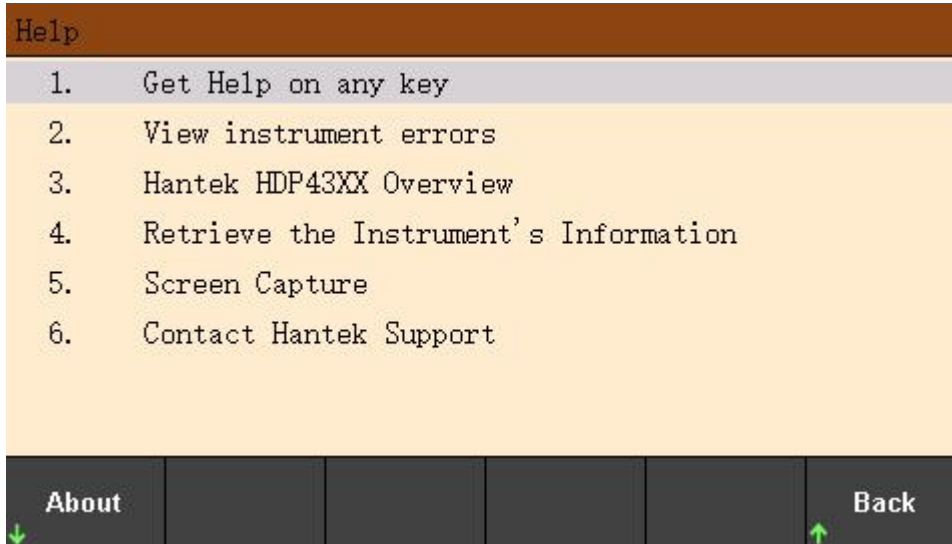 Help
1. Get Help on any key
2. View instrument errors
3. Hantek HDP43XX Overview
4. Retrieve the Instrument's Information
5. Screen Capture
6. Contact Hantek Support
About Back